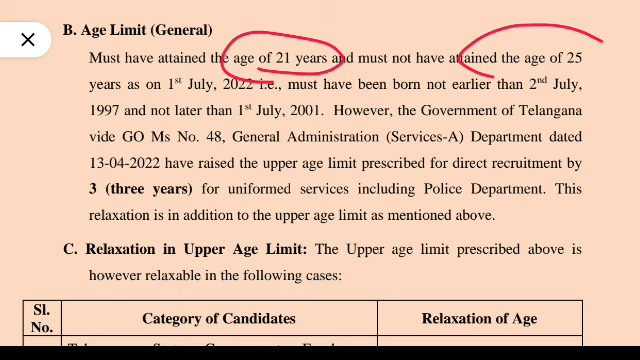 B. Age Limit (General)
Must have attained the age of 21 years and must not have attained the age of 25
years as on 1st July, 2022 i.e., must have been born not earlier than 2nd July,
1997 and not later than 1st July, 2001. However, the Government of Telangana
vide GO Ms No. 48, General Administration (Services-A) Department dated
13-04-2022 have raised the upper age limit prescribed for direct recruitment by
3 (three years) for uniformed services including Police Department. This
relaxation is in addition to the upper age limit as mentioned above.
C. Relaxation in Upper Age Limit: The Upper age limit prescribed above is
however relaxable in the following cases:
Sl. No.
Category of Candidates
Relaxation of Age